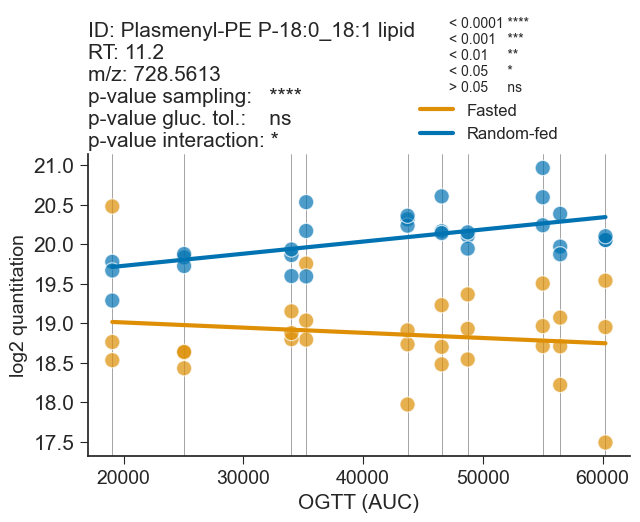 ID: Plasmenyl-PE P-18:0_18:1 lipid
RT: 11.2
m/z: 728.5613
p-value sampling: ****
p-value gluc. tol.: ns
p-value interaction: *
< 0.0001 ****
< 0.001 ***
< 0.01 **
< 0.05 *
> 0.05 ns
Fasted
Random-fed
21.0
20.5
20.0
19.5
19.0
18.5
18.0
17.5
log2 quantitation
20000 30000 40000 50000 60000
OGTT (AUC)